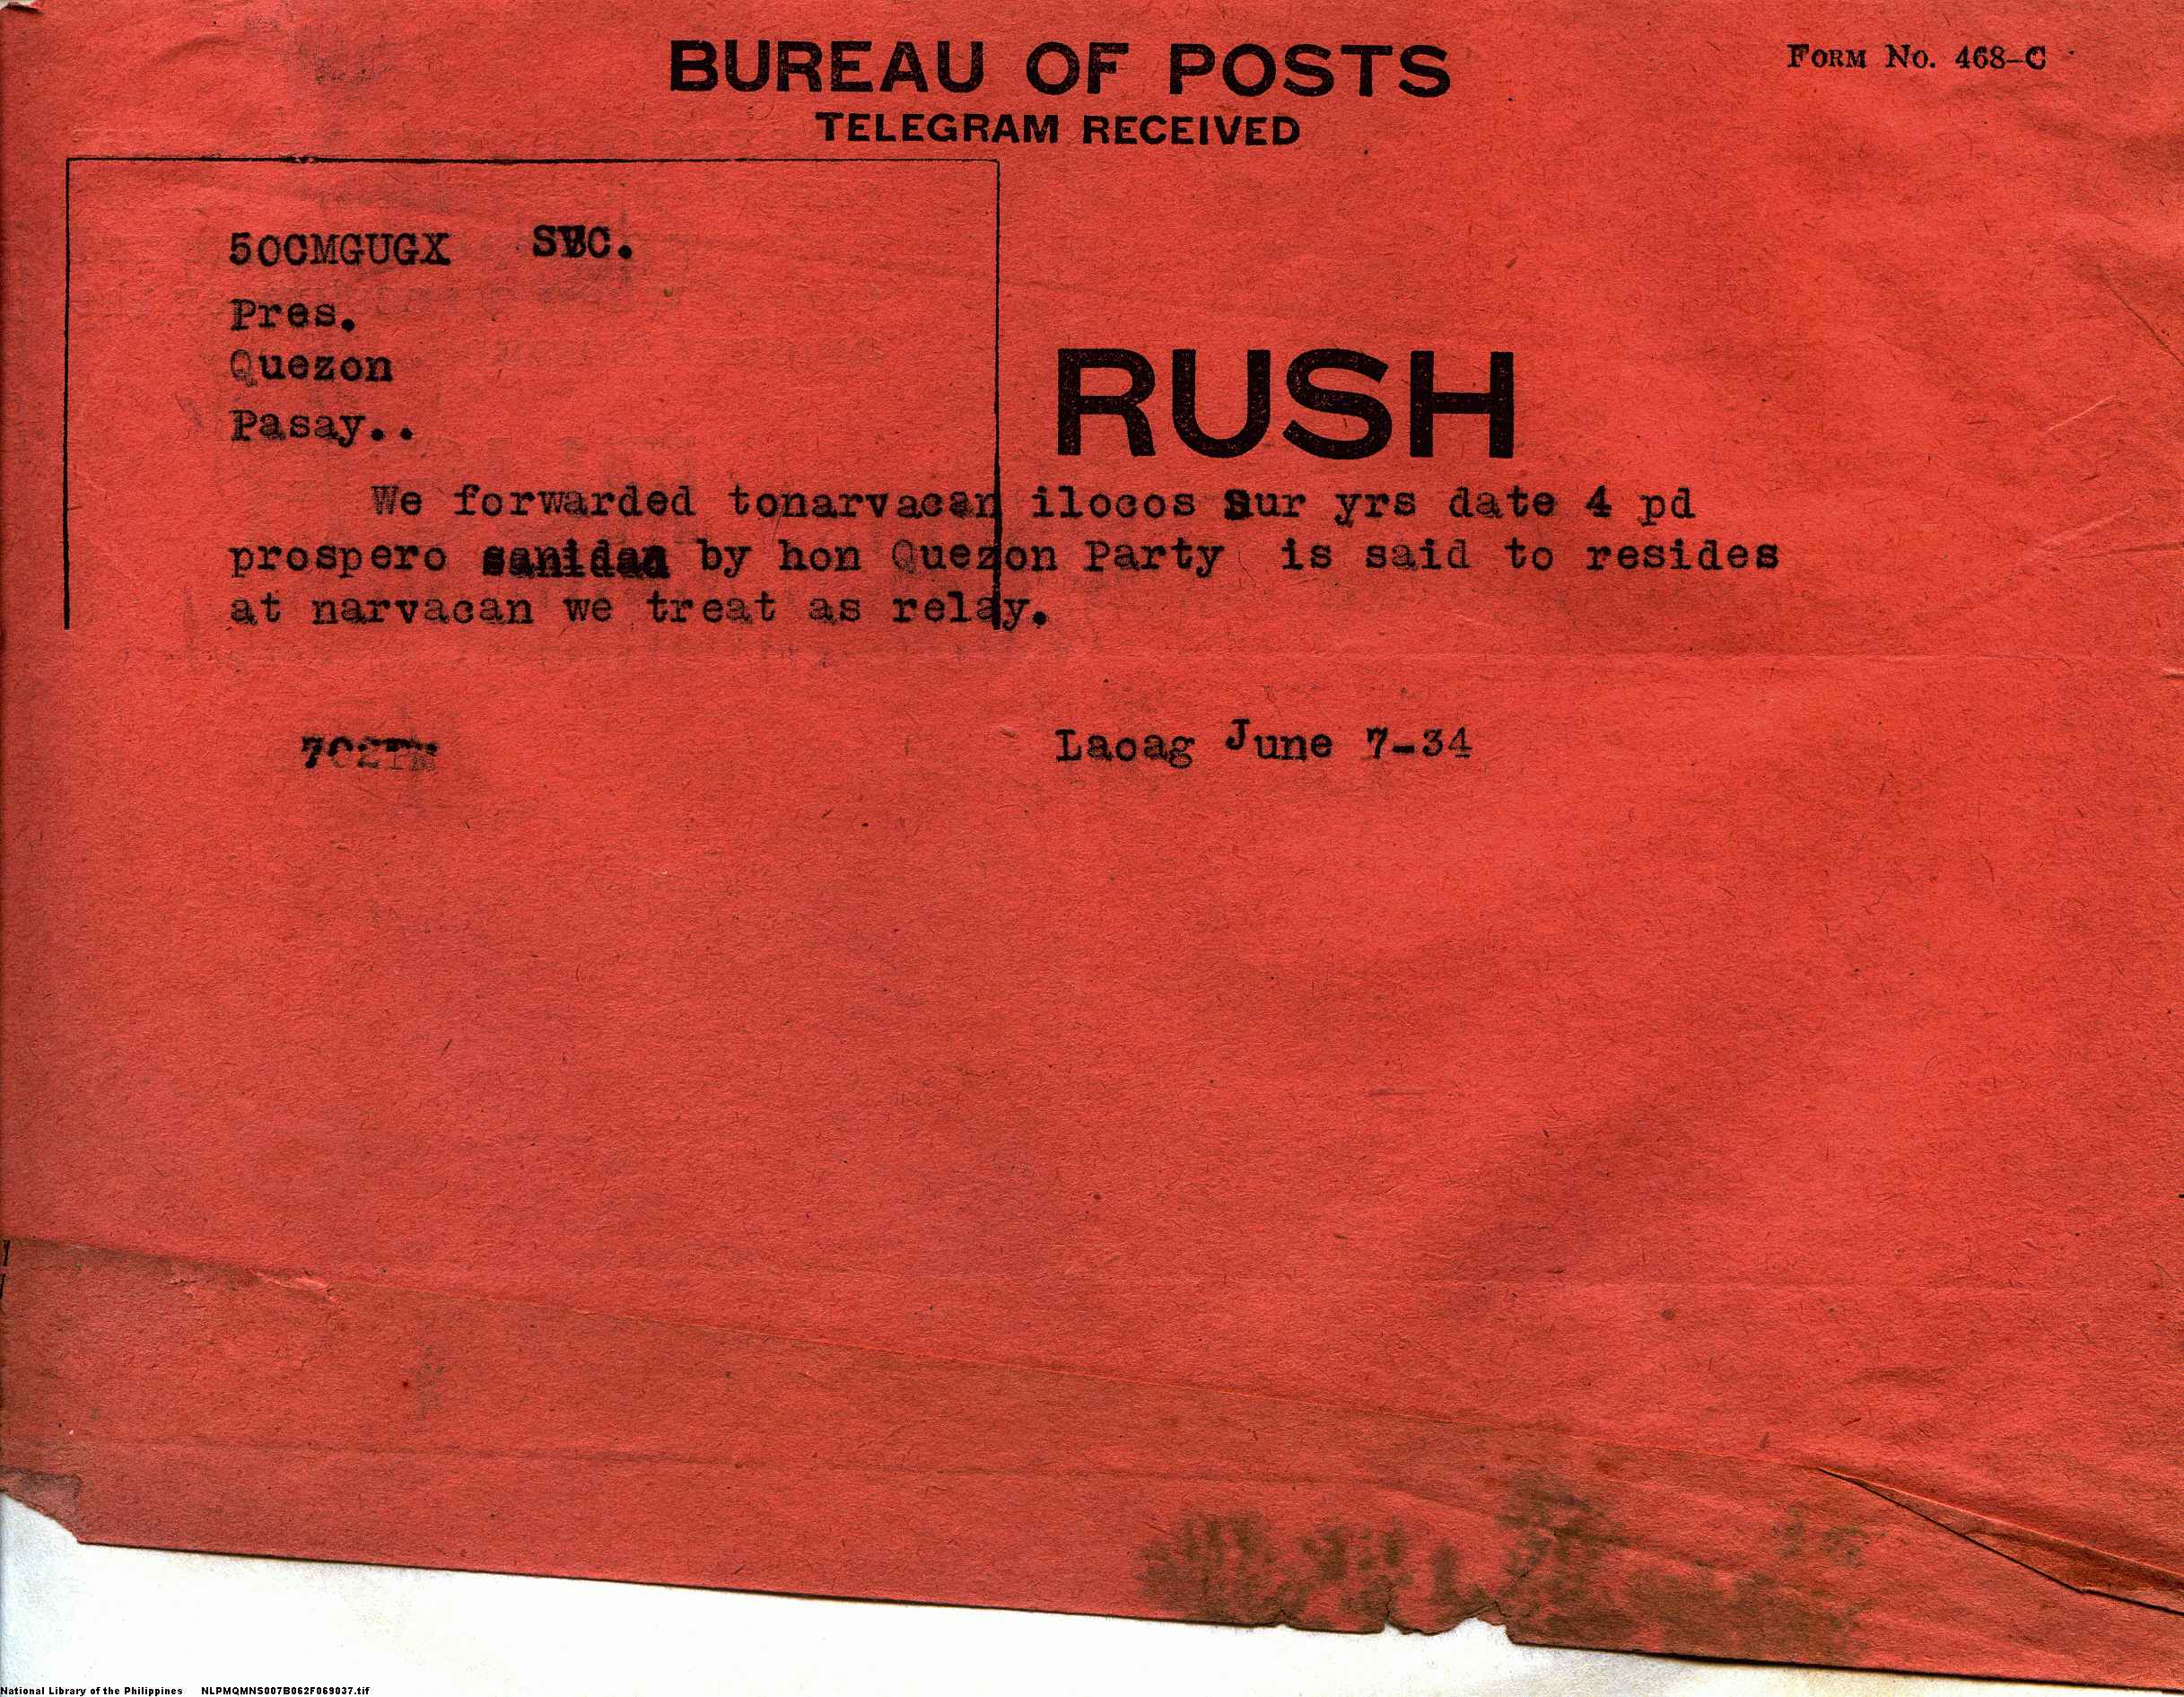 BUREAU OF POSTS
FORM No. 468-C
TELEGRAM RECEIVED
50CMGUGX SVC.
Pres.
Quezon
Pasay..
RUSH
We forwarded tonarvacan ilocos sur yrs date 4 pd
prospero sanidad by hon Quezon Party is said to resides
at narvacan we treat as relay.
Laoag June 7-34
National Library of the Philippines NLPMQMNS007B062F069037.tif